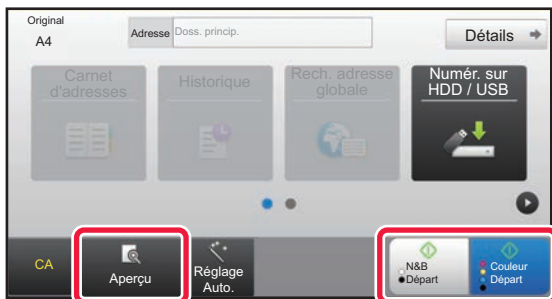 Original
A4
Adresse
Doss. princip.
Détails
Carnet
d'adresses
Historique
Rech. adresse
globale
Numér. sur
HDD / USB
CA
Aperçu
Réglage
Auto.
N&B
Départ
Couleur
Départ